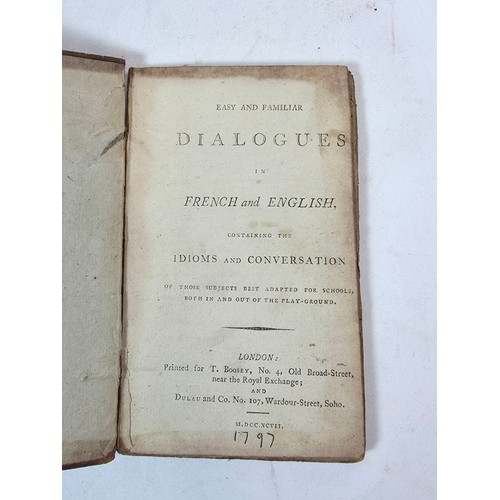 EASY AND FAMILIAR
DIALOGUES
IN
FRENCH and ENGLISH,
CONTAINING THE
IDIOMS AND CONVERSATION
OF THOSE SUBJECTS BEST ADAPTED FOR SCHOOLS,
BOTH IN AND OUT OF THE PLAY-GROUND.
LONDON:
Printed for T. BOOSEY, No. 4, Old Broad-Street,
near the Royal Exchange;
AND
DULAU and Co. No. 107, Wardour-Street, Soho.
M.DCC.XCVII.
1797